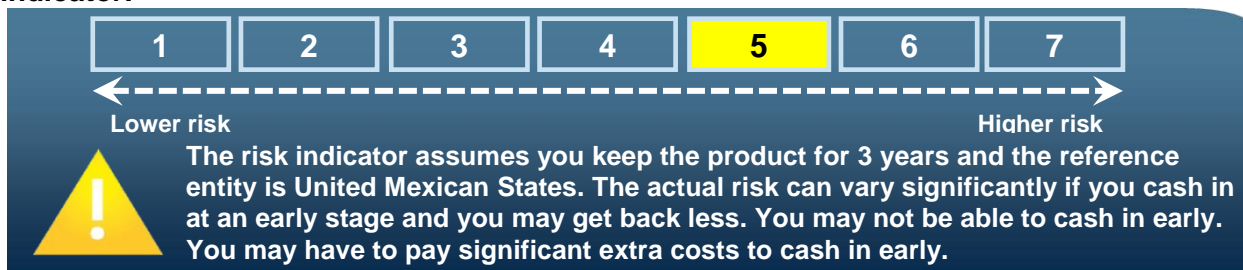 1 2 3 4 5 6 7
Lower risk Higher risk
The risk indicator assumes you keep the product for 3 years and the reference
entity is United Mexican States. The actual risk can vary significantly if you cash in
at an early stage and you may get back less. You may not be able to cash in early.
You may have to pay significant extra costs to cash in early.